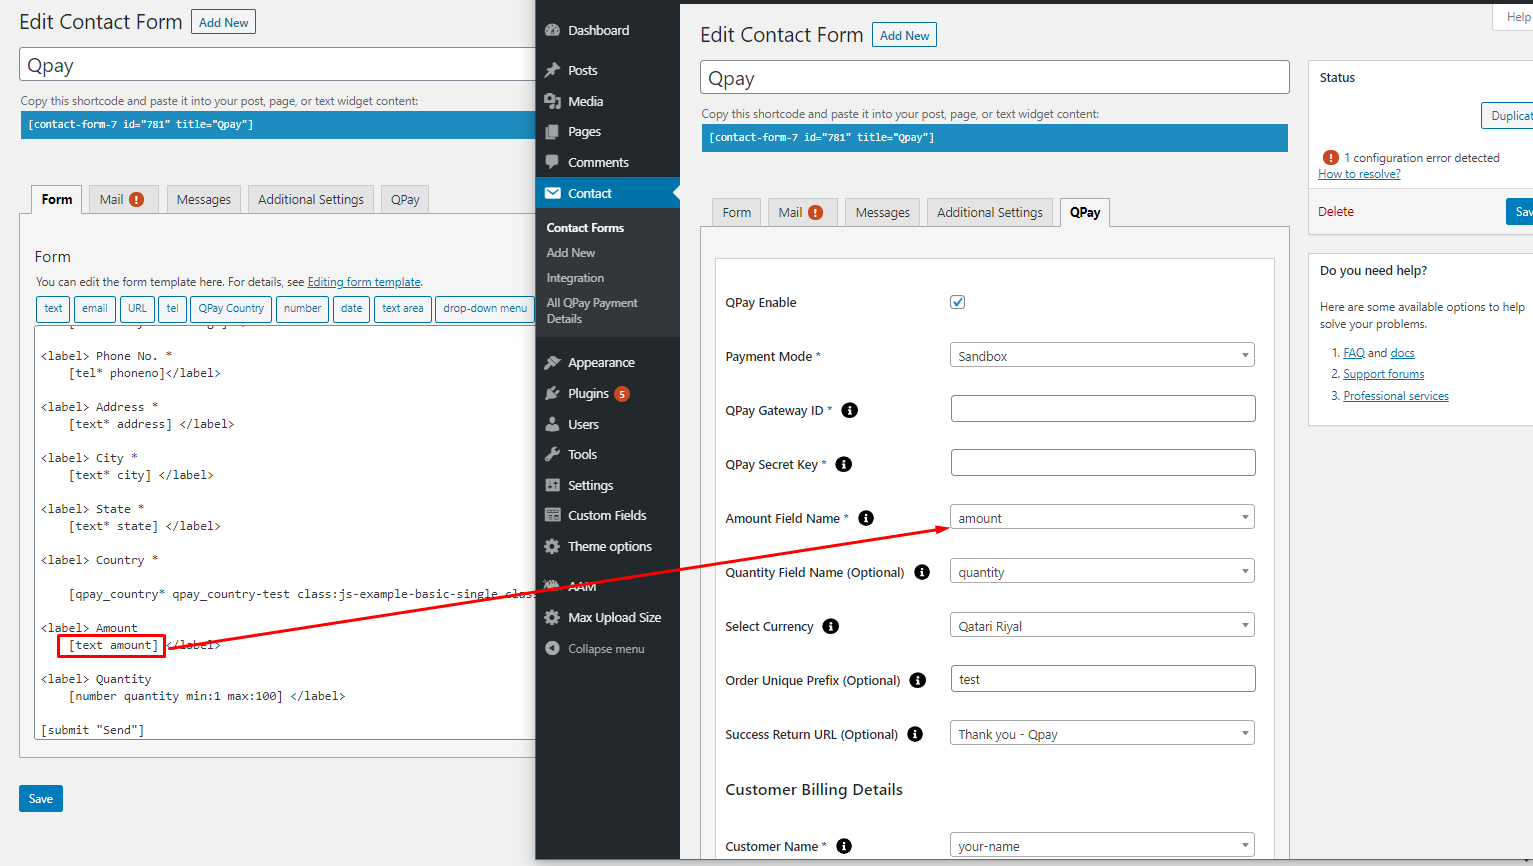 Edit Contact Form Add New
Qpay
Copy this shortcode and paste it into your post, page, or text widget content:
[contact-form-7 id="781" title="Qpay"]
Form Mail ! Messages Additional Settings QPay
Form
You can edit the form template here. For details, see Editing form template.
text email URL tel QPay Country number date text area drop-down menu
<label> Phone No. *
[tel* phoneno]</label>
<label> Address *
[text* address] </label>
<label> City *
[text* city] </label>
<label> State *
[text* state] </label>
<label> Country *
[qpay_country* qpay_country-test class:js-example-basic-single
<label> Amount
[text amount] </label>
<label> Quantity
[number quantity min:1 max:100] </label>
[submit "Send"]
Save
Dashboard
Posts
Media
Pages
Comments
Contact
Contact Forms
Add New
Integration
All QPay Payment
Details
Appearance
Plugins 5
Users
Tools
Settings
Custom Fields
Theme options
AAM
Max Upload Size
Collapse menu
Help
Edit Contact Form Add New
Qpay
Copy this shortcode and paste it into your post, page, or text widget content:
[contact-form-7 id="781" title="Qpay"]
Form Mail ! Messages Additional Settings QPay
QPay Enable
Payment Mode * Sandbox
QPay Gateway ID * i
QPay Secret Key * i
Amount Field Name * i amount
Quantity Field Name (Optional) i quantity
Select Currency i Qatari Riyal
Order Unique Prefix (Optional) i test
Success Return URL (Optional) i Thank you - Qpay
Customer Billing Details
Customer Name * i your-name
Status
Duplicat
! 1 configuration error detected
How to resolve?
Delete Sav
Do you need help?
Here are some available options to help
solve your problems.
1. FAQ and docs
2. Support forums
3. Professional services